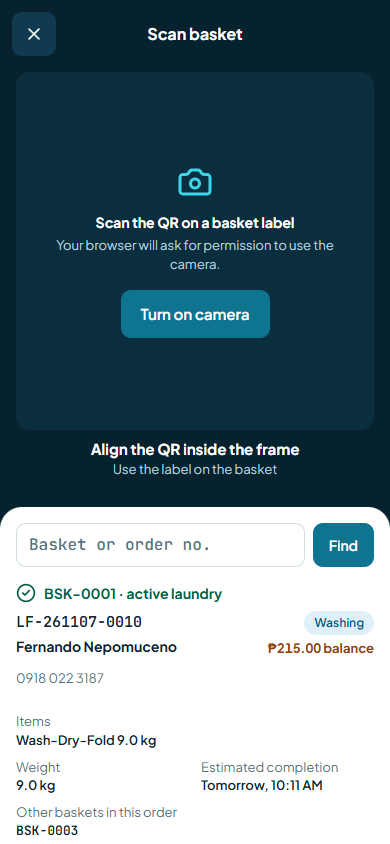 Scan basket
Scan the QR on a basket label
Your browser will ask for permission to use the
camera.
Turn on camera
Align the QR inside the frame
Use the label on the basket
Basket or order no.
Find
BSK-0001 · active laundry
LF-261107-0010
Washing
Fernando Nepomuceno
₱215.00 balance
0918 022 3187
Items
Wash-Dry-Fold 9.0 kg
Weight
Estimated completion
9.0 kg
Tomorrow, 10:11 AM
Other baskets in this order
BSK-0003